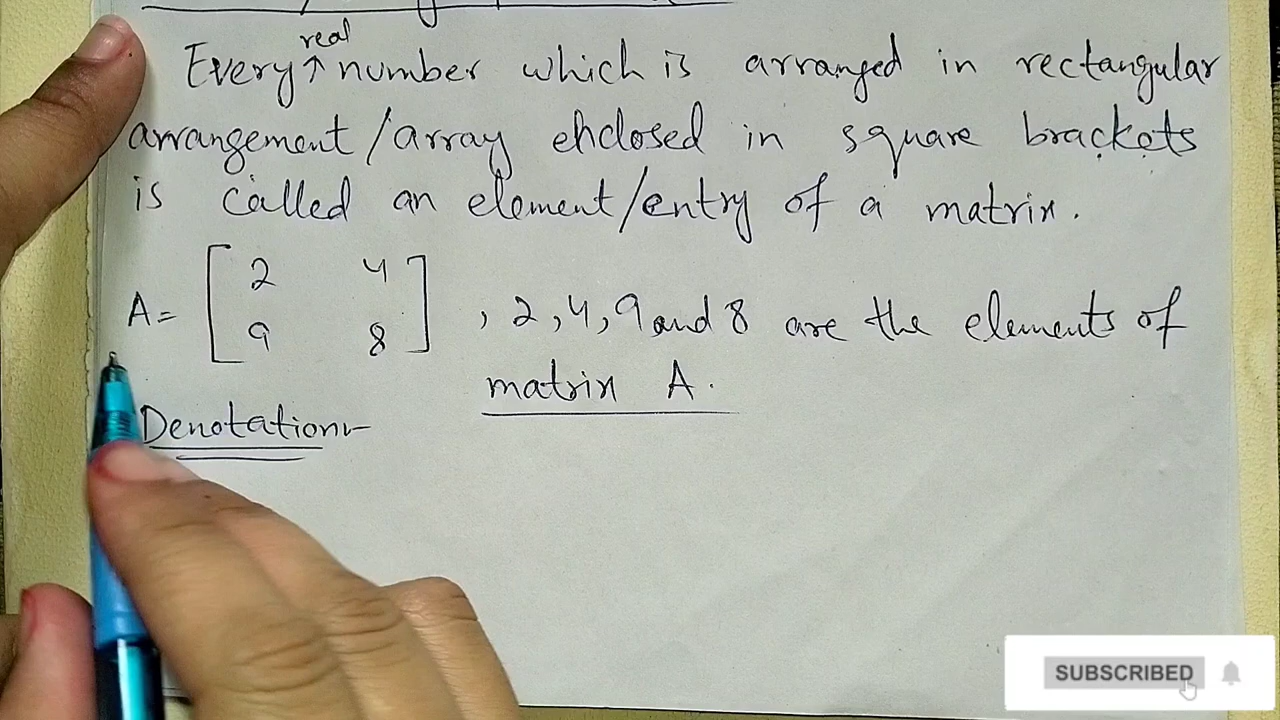 real
Every ↑ number which is arranged in rectangular
arrangement/array enclosed in square brackets
is called an element/entry of a matrix.
A = [ 2 4
9 8 ] , 2, 4, 9 and 8 are the elements of
matrix A.
Denotation:-
SUBSCRIBED